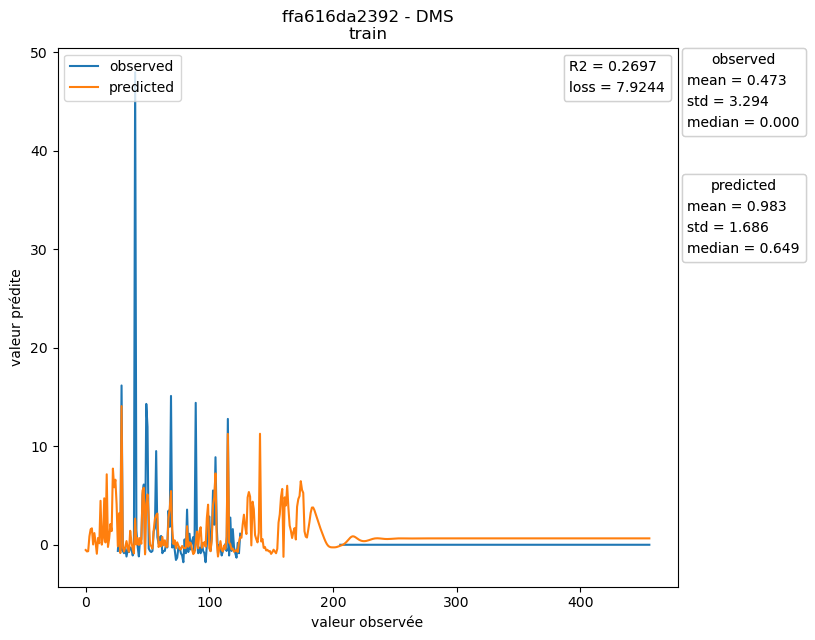 ffa616da2392 - DMS
train
observed
predicted
R2 = 0.2697
loss = 7.9244
observed
mean = 0.473
std = 3.294
median = 0.000
predicted
mean = 0.983
std = 1.686
median = 0.649
valeur prédite
50
40
30
20
10
0
0
100
200
300
400
valeur observée